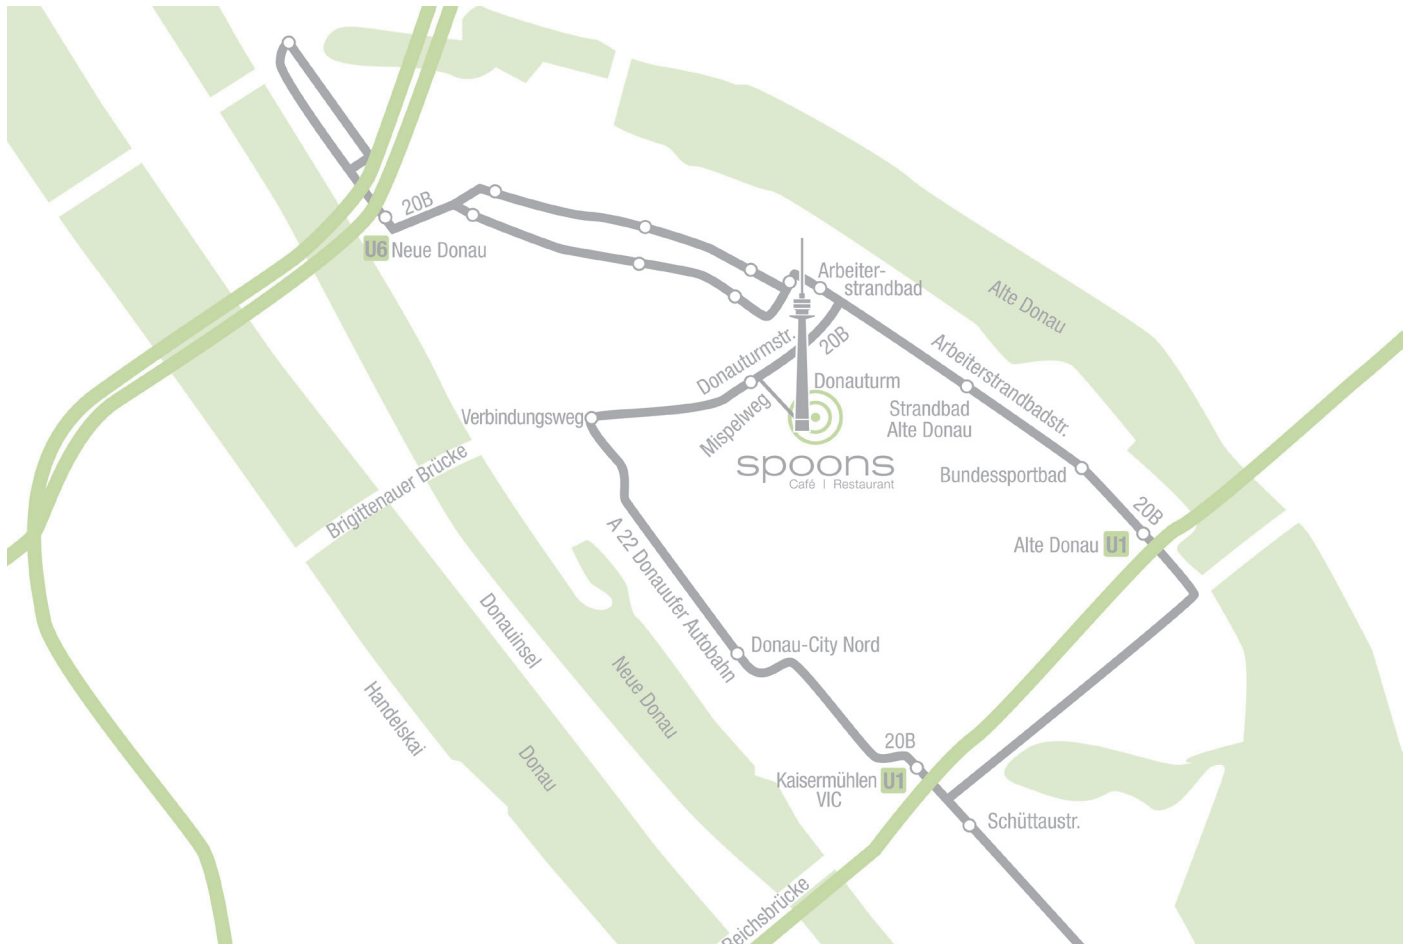 20B
U6 Neue Donau
Arbeiter-
strandbad
Alte Donau
Donauturmstr.
20B
Arbeiterstrandbadstr.
Donauturm
Mispelweg
Strandbad
Alte Donau
Verbindungsweg
spoons
Café | Restaurant
Bundessportbad
Brigittenauer Brücke
20B
Alte Donau U1
A 22 Donauufer Autobahn
Donauinsel
Donau-City Nord
Neue Donau
Handelskai
Donau
20B
Kaisermühlen U1
VIC
Schüttaustr.
Reichsbrücke